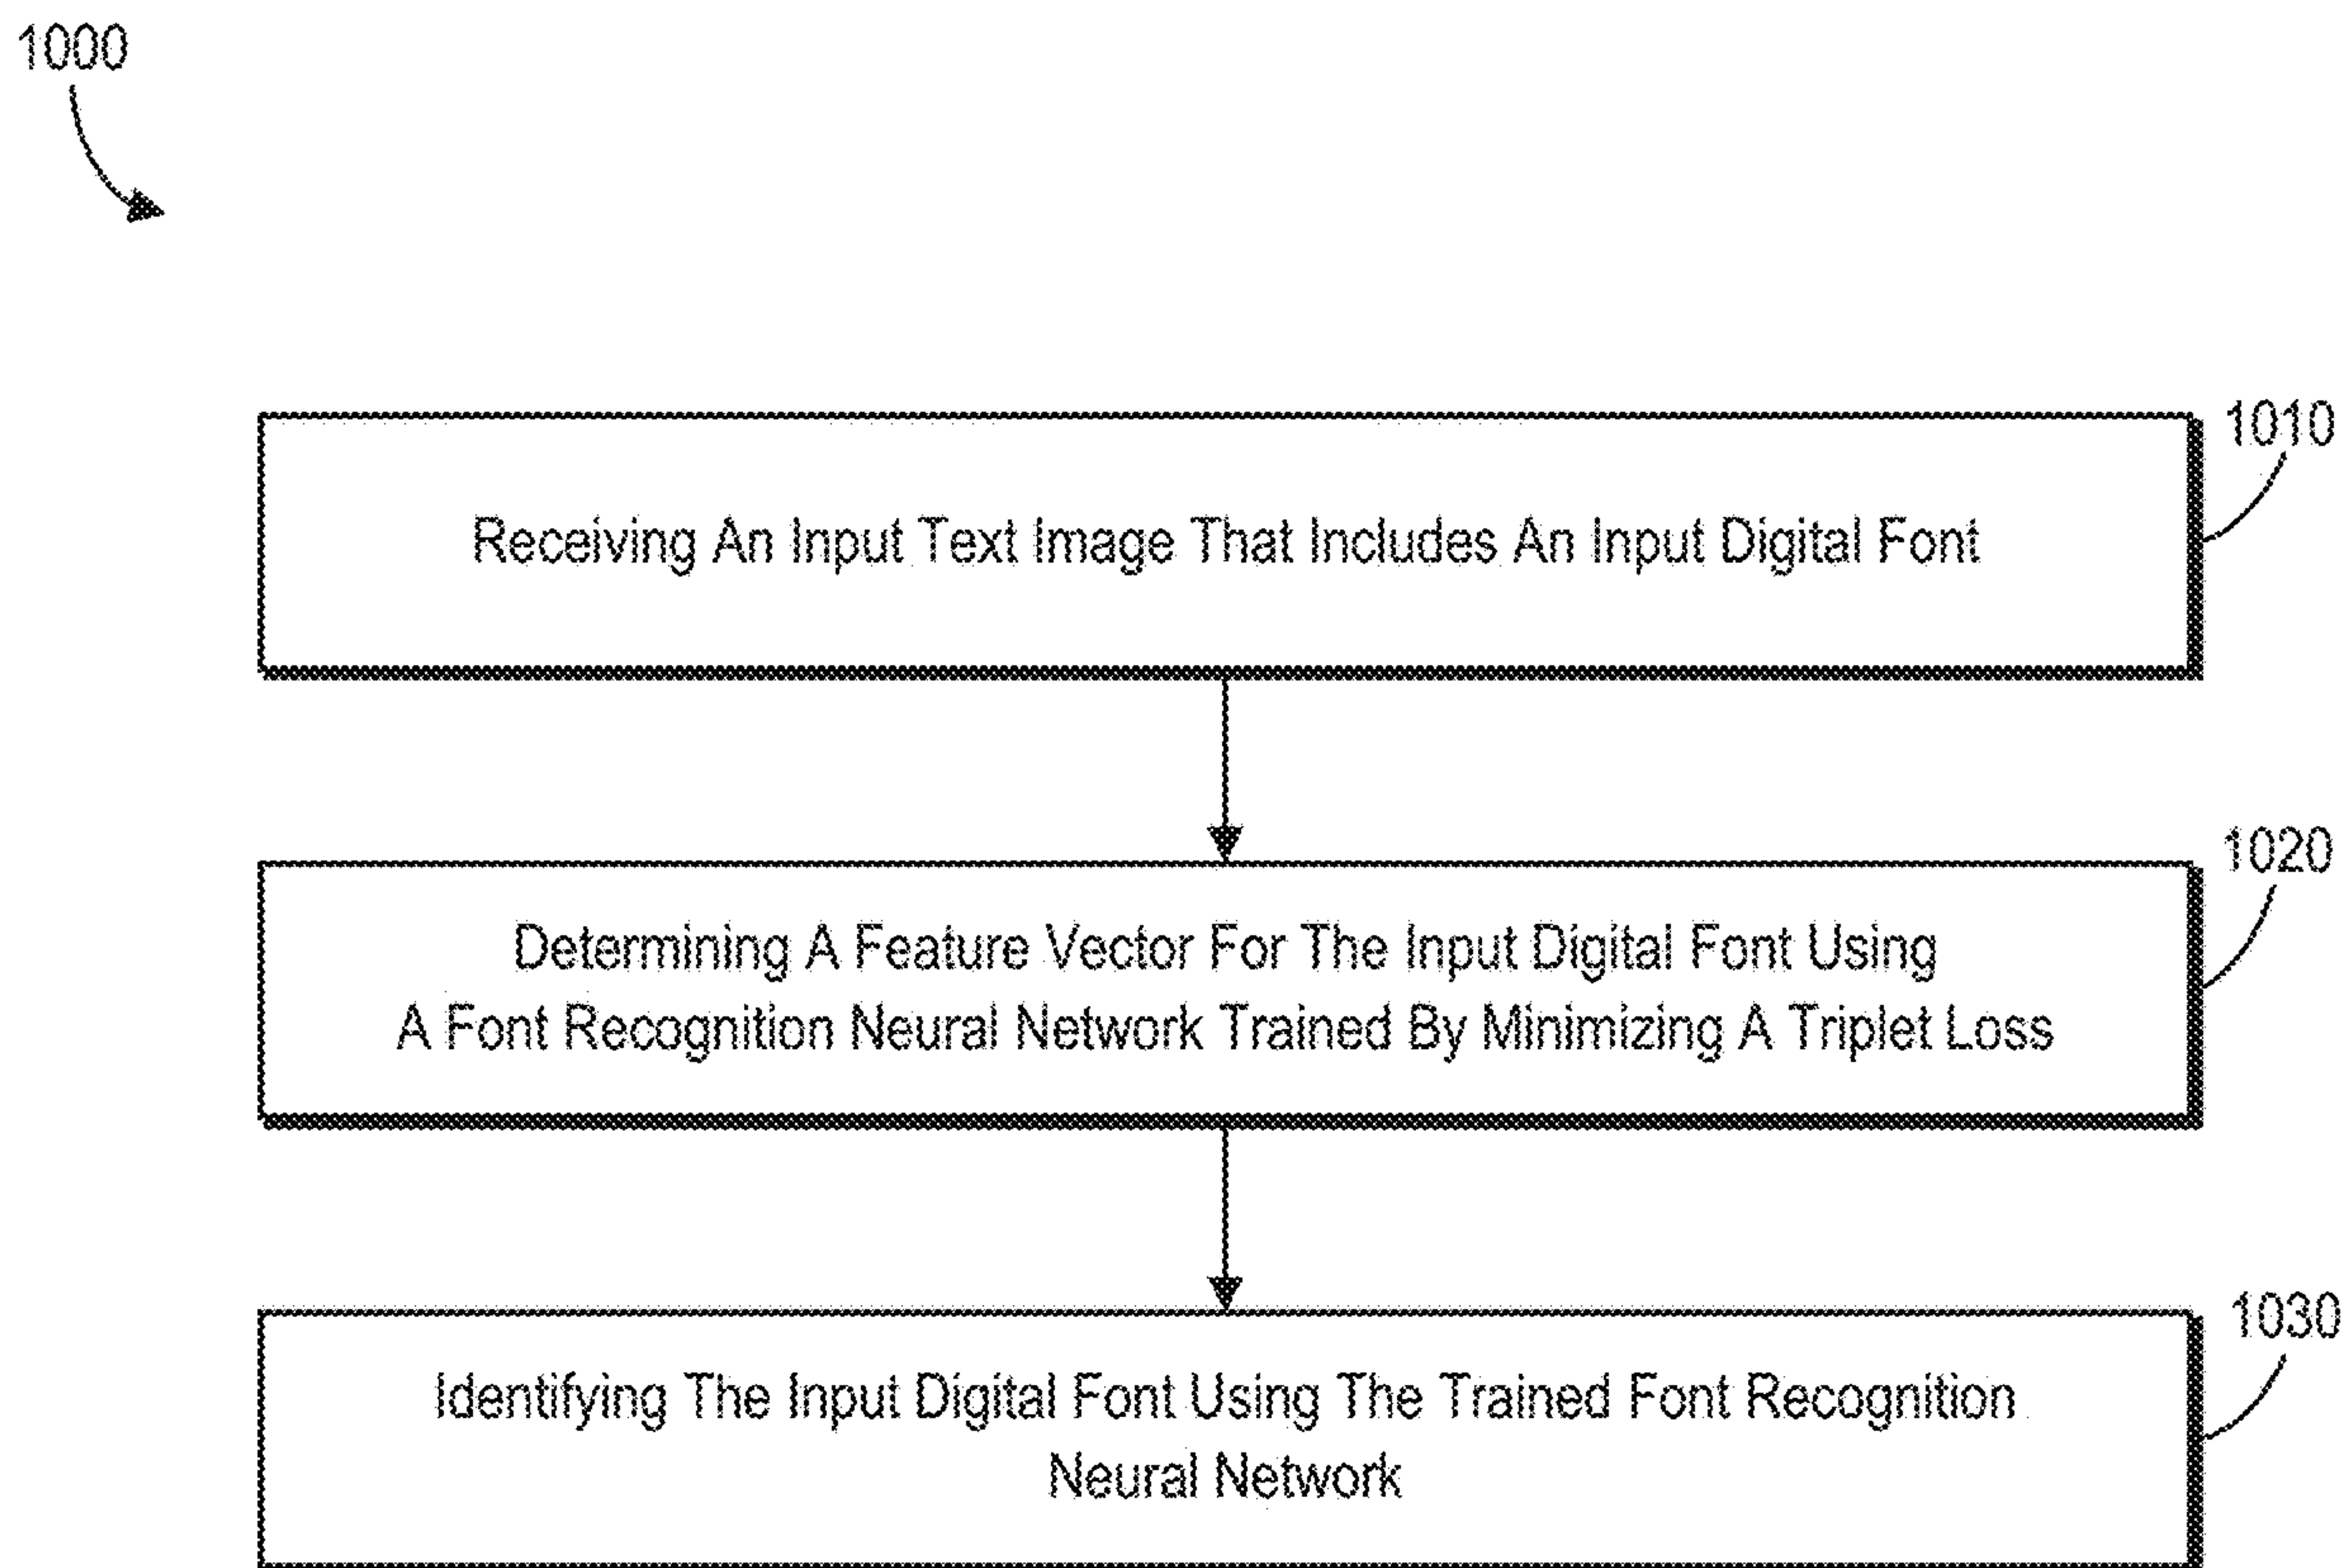 1000
1010
Receiving An Input Text Image That Includes An Input Digital Font
1020
Determining A Feature Vector For The Input Digital Font Using
A Font Recognition Neural Network Trained By Minimizing A Triplet Loss
1030
Identifying The Input Digital Font Using The Trained Font Recognition
Neural Network